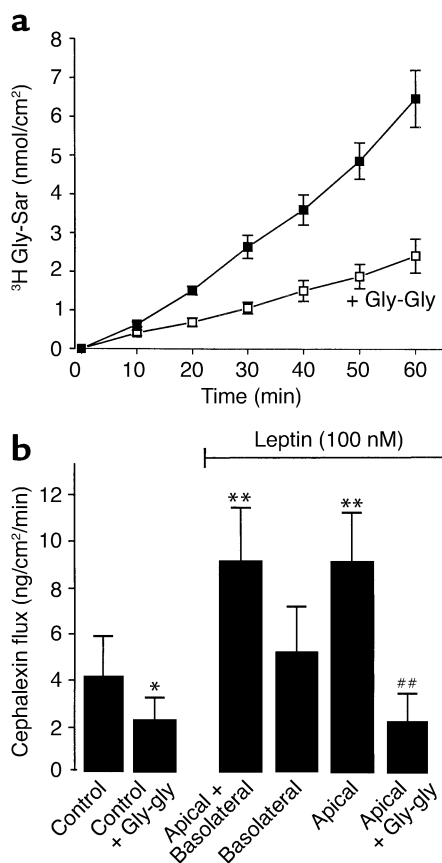 a
8
7
6
5
4
3
2
1
0
³H Gly-Sar (nmol/cm²)
+ Gly-Gly
0 10 20 30 40 50 60
Time (min)
b
Leptin (100 nM)
12
10
8
6
4
2
0
Cephalexin flux (ng/cm²/min)
*
**
**
##
Control
Control
+ Gly-gly
Apical +
Basolateral
Basolateral
Apical
Apical
+ Gly-gly